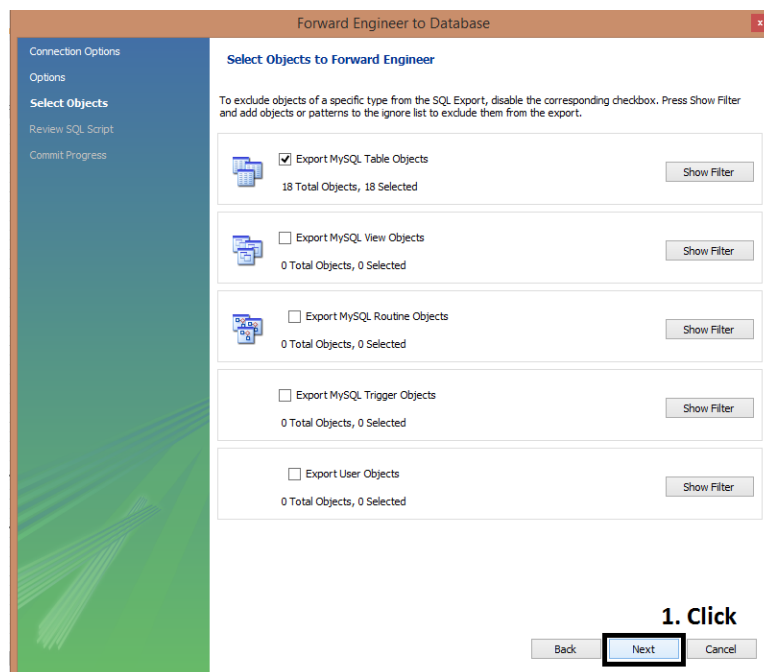 Forward Engineer to Database
x
Connection Options
Options
Select Objects
Review SQL Script
Commit Progress
Select Objects to Forward Engineer
To exclude objects of a specific type from the SQL Export, disable the corresponding checkbox. Press Show Filter
and add objects or patterns to the ignore list to exclude them from the export.
Export MySQL Table Objects
18 Total Objects, 18 Selected
Show Filter
Export MySQL View Objects
0 Total Objects, 0 Selected
Show Filter
Export MySQL Routine Objects
0 Total Objects, 0 Selected
Show Filter
Export MySQL Trigger Objects
0 Total Objects, 0 Selected
Show Filter
Export User Objects
0 Total Objects, 0 Selected
Show Filter
1. Click
Back Next Cancel